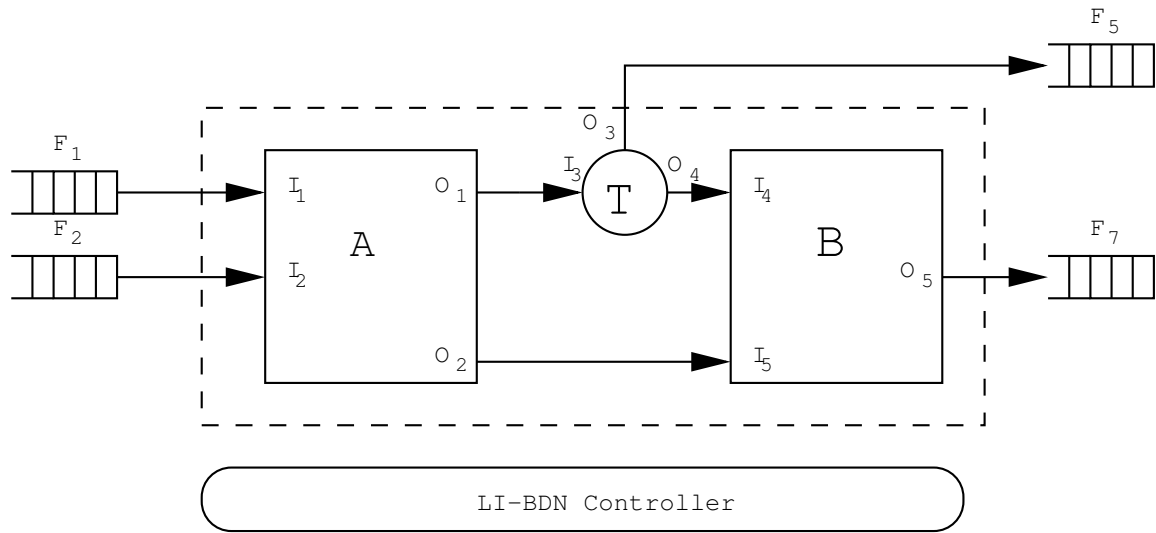 F5
O3
F1
I1
O1
I3
T
O4
I4
F2
A
B
F7
I2
O5
O2
I5
LI-BDN Controller